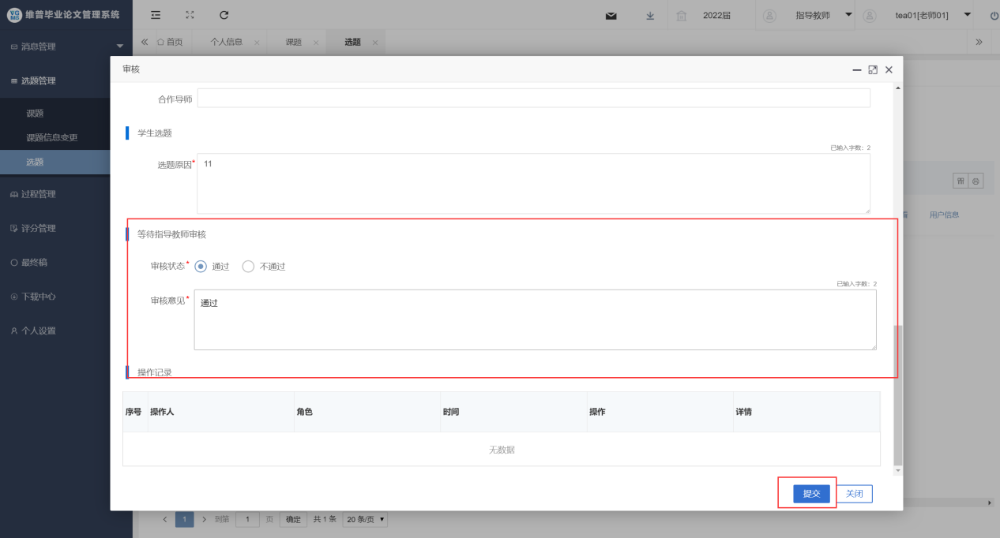 VG MS 维普毕业论文管理系统
2022届
指导教师
tea01[老师01]
消息管理
首页
个人信息
课题
选题
选题管理
课题
课题信息变更
选题
过程管理
评分管理
最终稿
下载中心
个人设置
审核
合作导师
学生选题
已输入字数：2
选题原因*
11
用户信息
等待指导教师审核
审核状态*
通过
不通过
已输入字数：2
审核意见*
通过
操作记录
序号 操作人 角色 时间 操作 详情
无数据
提交
关闭
1 到第 1 页 确定 共 1 条 20 条/页